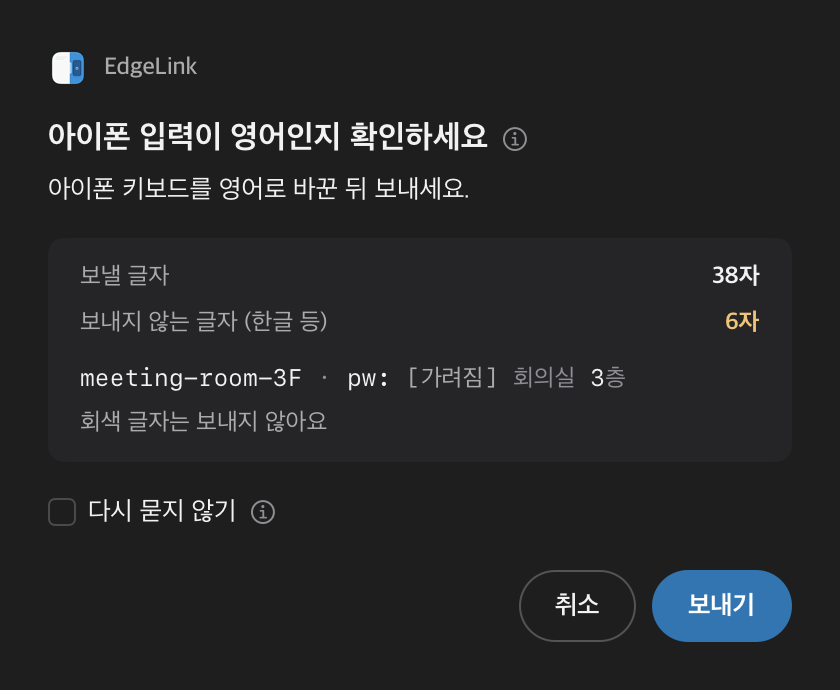 EdgeLink
아이폰 입력이 영어인지 확인하세요
아이폰 키보드를 영어로 바꾼 뒤 보내세요.
보낼 글자 38자
보내지 않는 글자 (한글 등) 6자
meeting-room-3F · pw: [가려짐] 회의실 3층
회색 글자는 보내지 않아요
다시 묻지 않기
취소 보내기